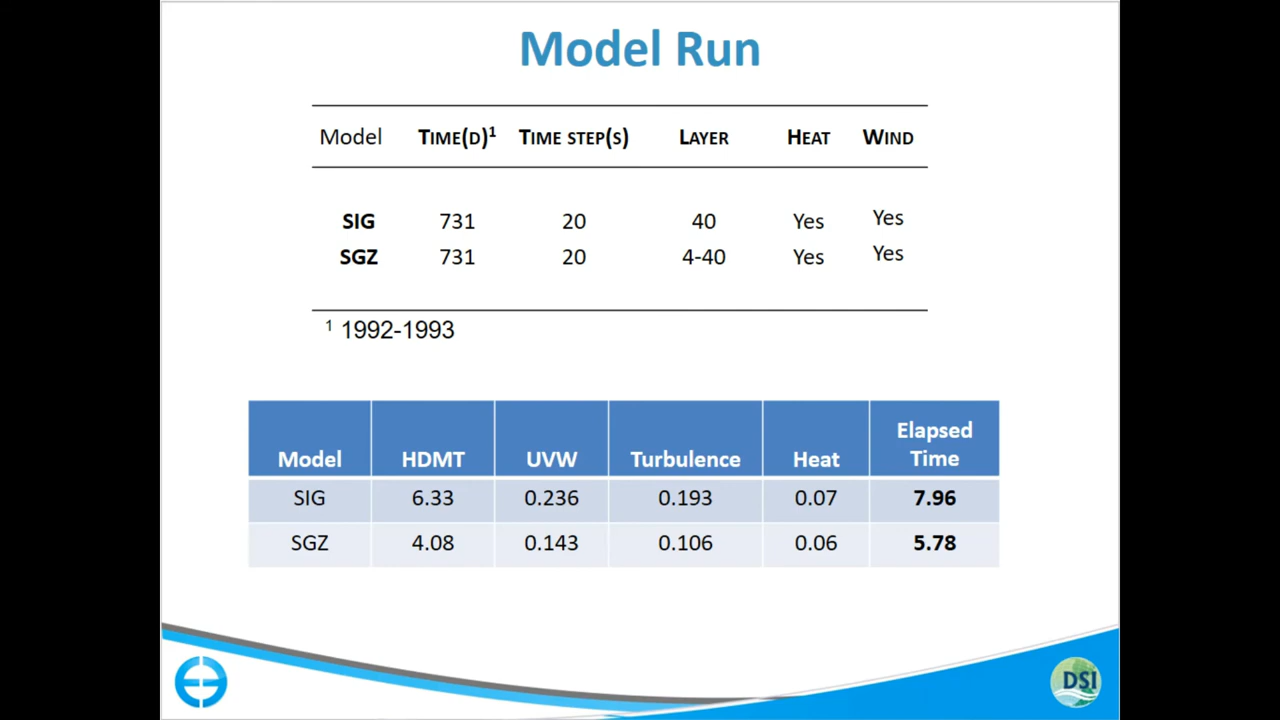 Model Run
Model TIME(D)¹ TIME STEP(S) LAYER HEAT WIND
SIG 731 20 40 Yes Yes
SGZ 731 20 4-40 Yes Yes
¹ 1992-1993
Model HDMT UVW Turbulence Heat Elapsed Time
SIG 6.33 0.236 0.193 0.07 7.96
SGZ 4.08 0.143 0.106 0.06 5.78
DSI